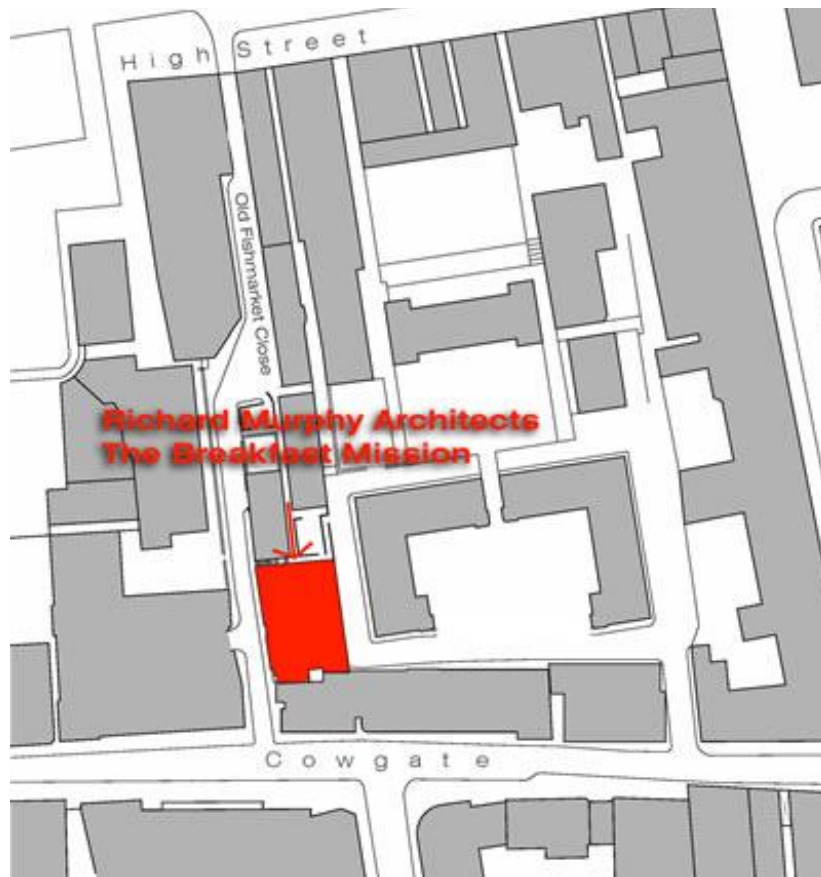 High Street
Old Fishmarket Close
Richard Murphy Architects
The Breakfast Mission
Cowgate